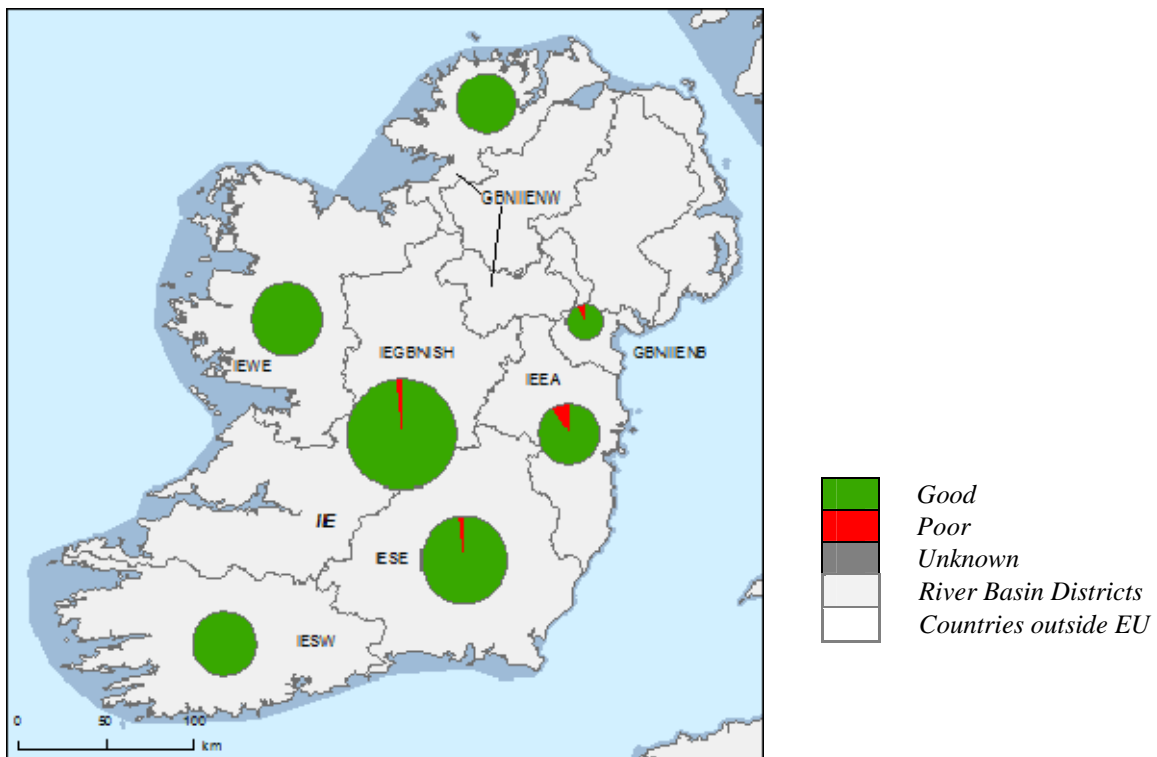 GBNIIENW
IEGBNISH
GBNIIENB
IEWE
IEEA
IIE
IESE
IESW
0 50 100
km
Good
Poor
Unknown
River Basin Districts
Countries outside EU